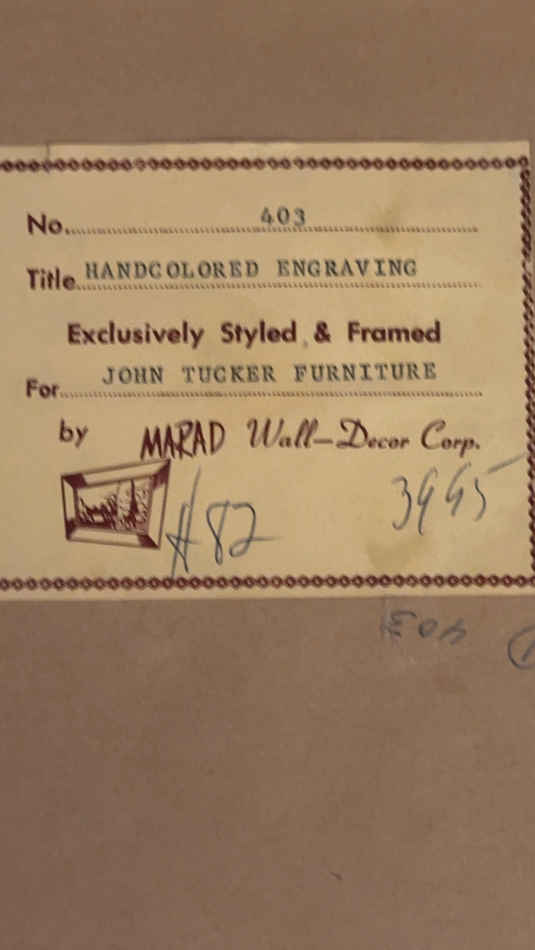 No. 403
Title HANDCOLORED ENGRAVING
Exclusively Styled & Framed
For JOHN TUCKER FURNITURE
by MARAD Wall-Decor Corp.
#82 3995
403